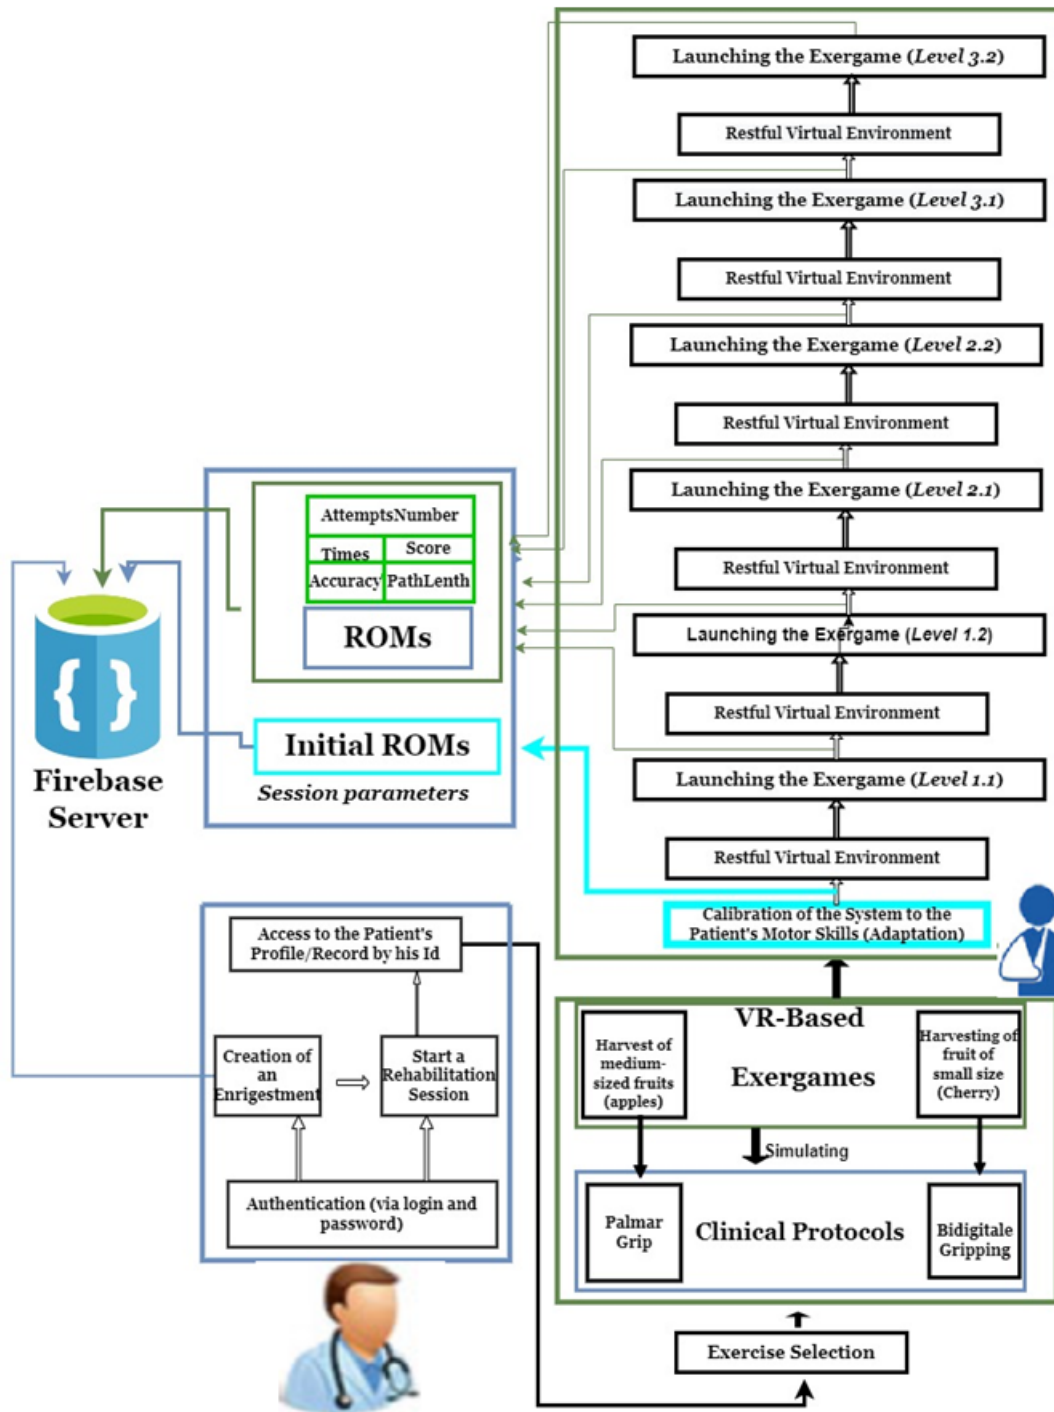 Launching the Exergame (Level 3.2)
Restful Virtual Environment
Launching the Exergame (Level 3.1)
Restful Virtual Environment
Launching the Exergame (Level 2.2)
Restful Virtual Environment
Launching the Exergame (Level 2.1)
Restful Virtual Environment
Launching the Exergame (Level 1.2)
Restful Virtual Environment
Launching the Exergame (Level 1.1)
Restful Virtual Environment
Calibration of the System to the
Patient's Motor Skills (Adaptation)
AttemptsNumber
Times
Score
Accuracy
PathLenth
ROMs
Initial ROMs
Session parameters
{ }
Firebase
Server
Access to the Patient's
Profile/Record by his Id
Creation of
an
Enrigestment
Start a
Rehabilitation
Session
Authentication (via login and
password)
VR-Based
Exergames
Harvest of
medium-
sized fruits
(apples)
Harvesting of
fruit of
small size
(Cherry)
Simulating
Palmar
Grip
Clinical Protocols
Bidigitale
Gripping
Exercise Selection